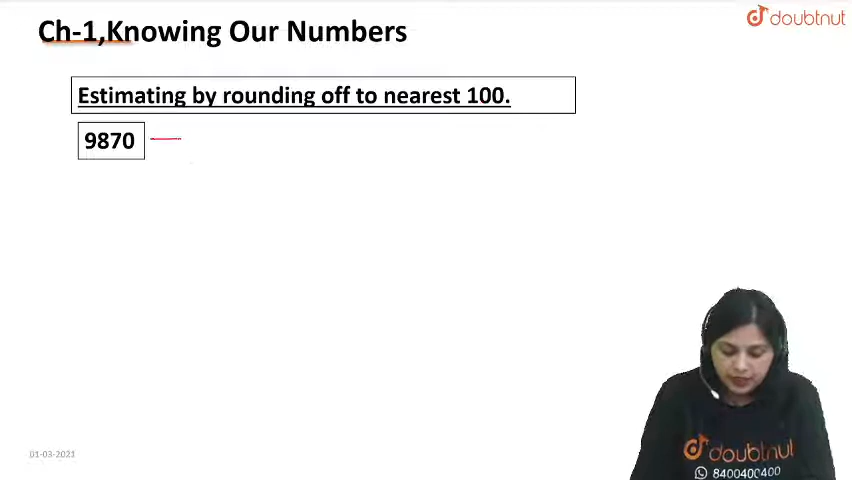 Ch-1,Knowing Our Numbers
doubtnut
Estimating by rounding off to nearest 100.
9870
doubtnut
8400400400
01-03-2021